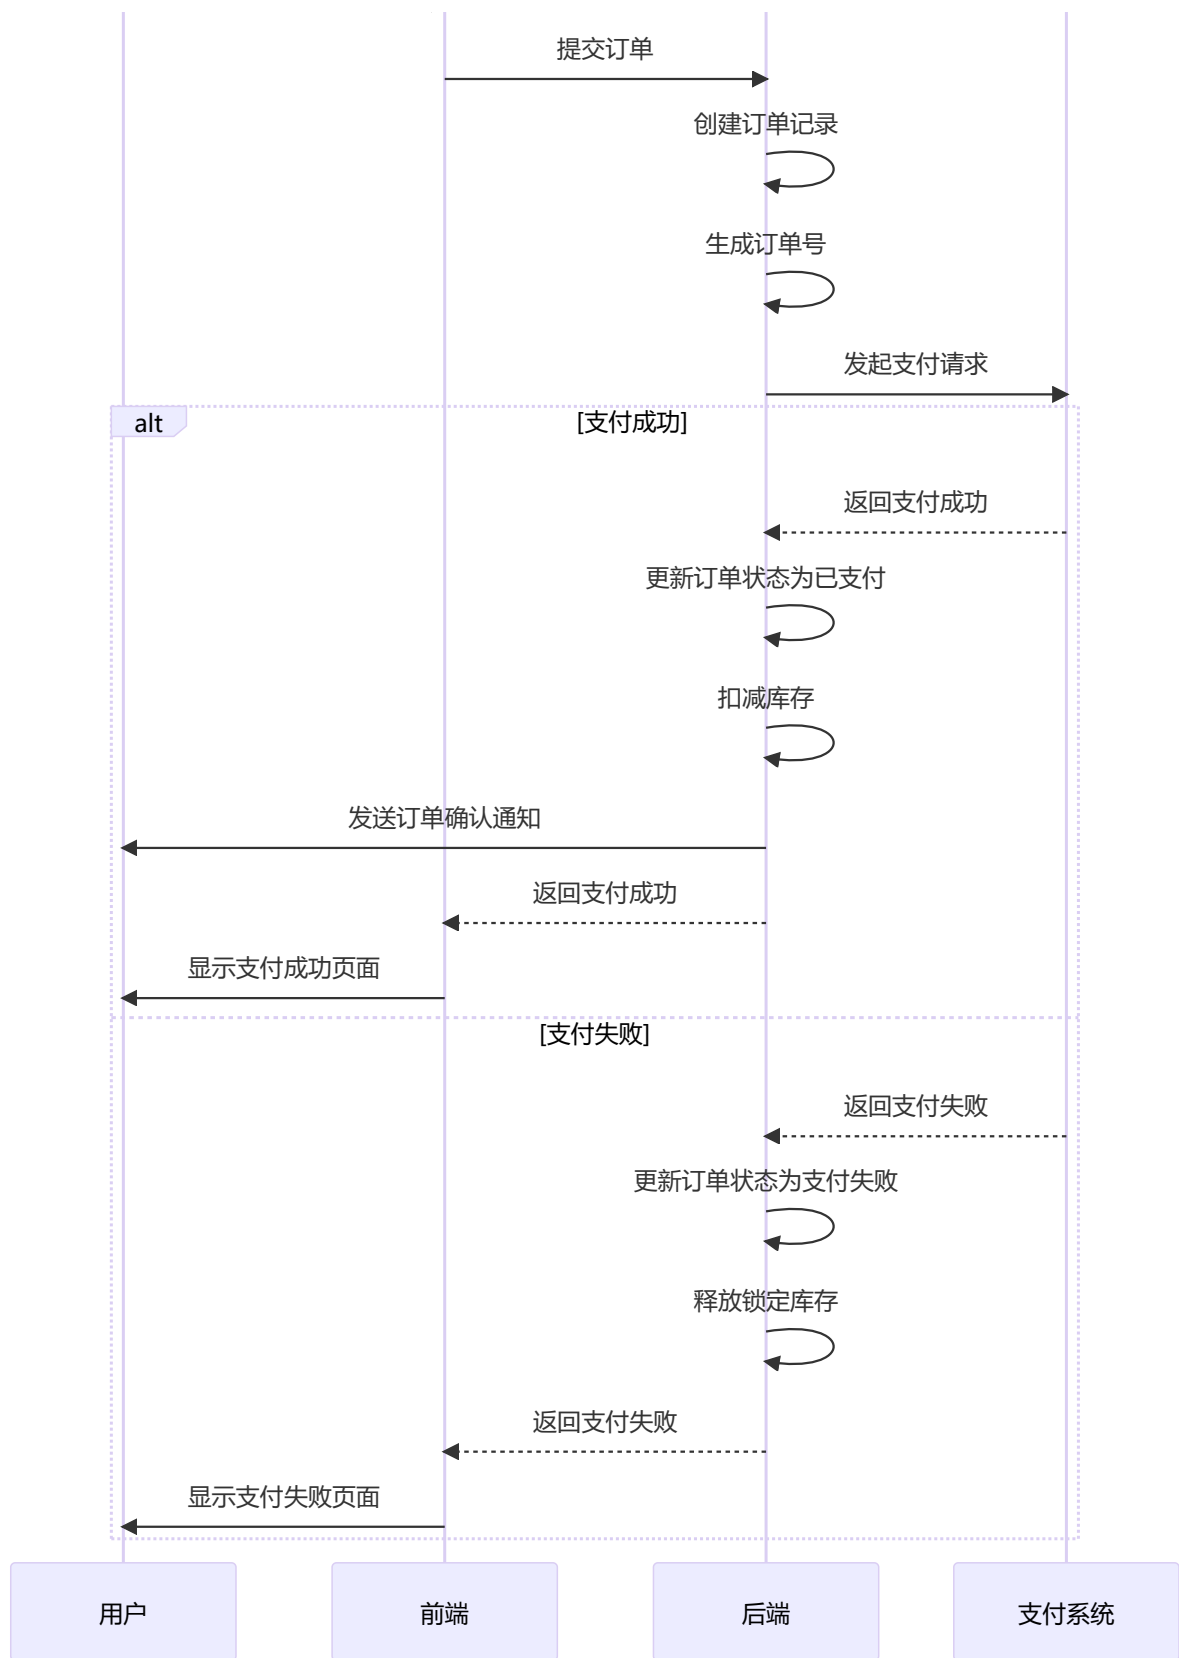 提交订单
创建订单记录
生成订单号
发起支付请求
alt
[支付成功]
返回支付成功
更新订单状态为已支付
扣减库存
发送订单确认通知
返回支付成功
显示支付成功页面
[支付失败]
返回支付失败
更新订单状态为支付失败
释放锁定库存
返回支付失败
显示支付失败页面
用户
前端
后端
支付系统